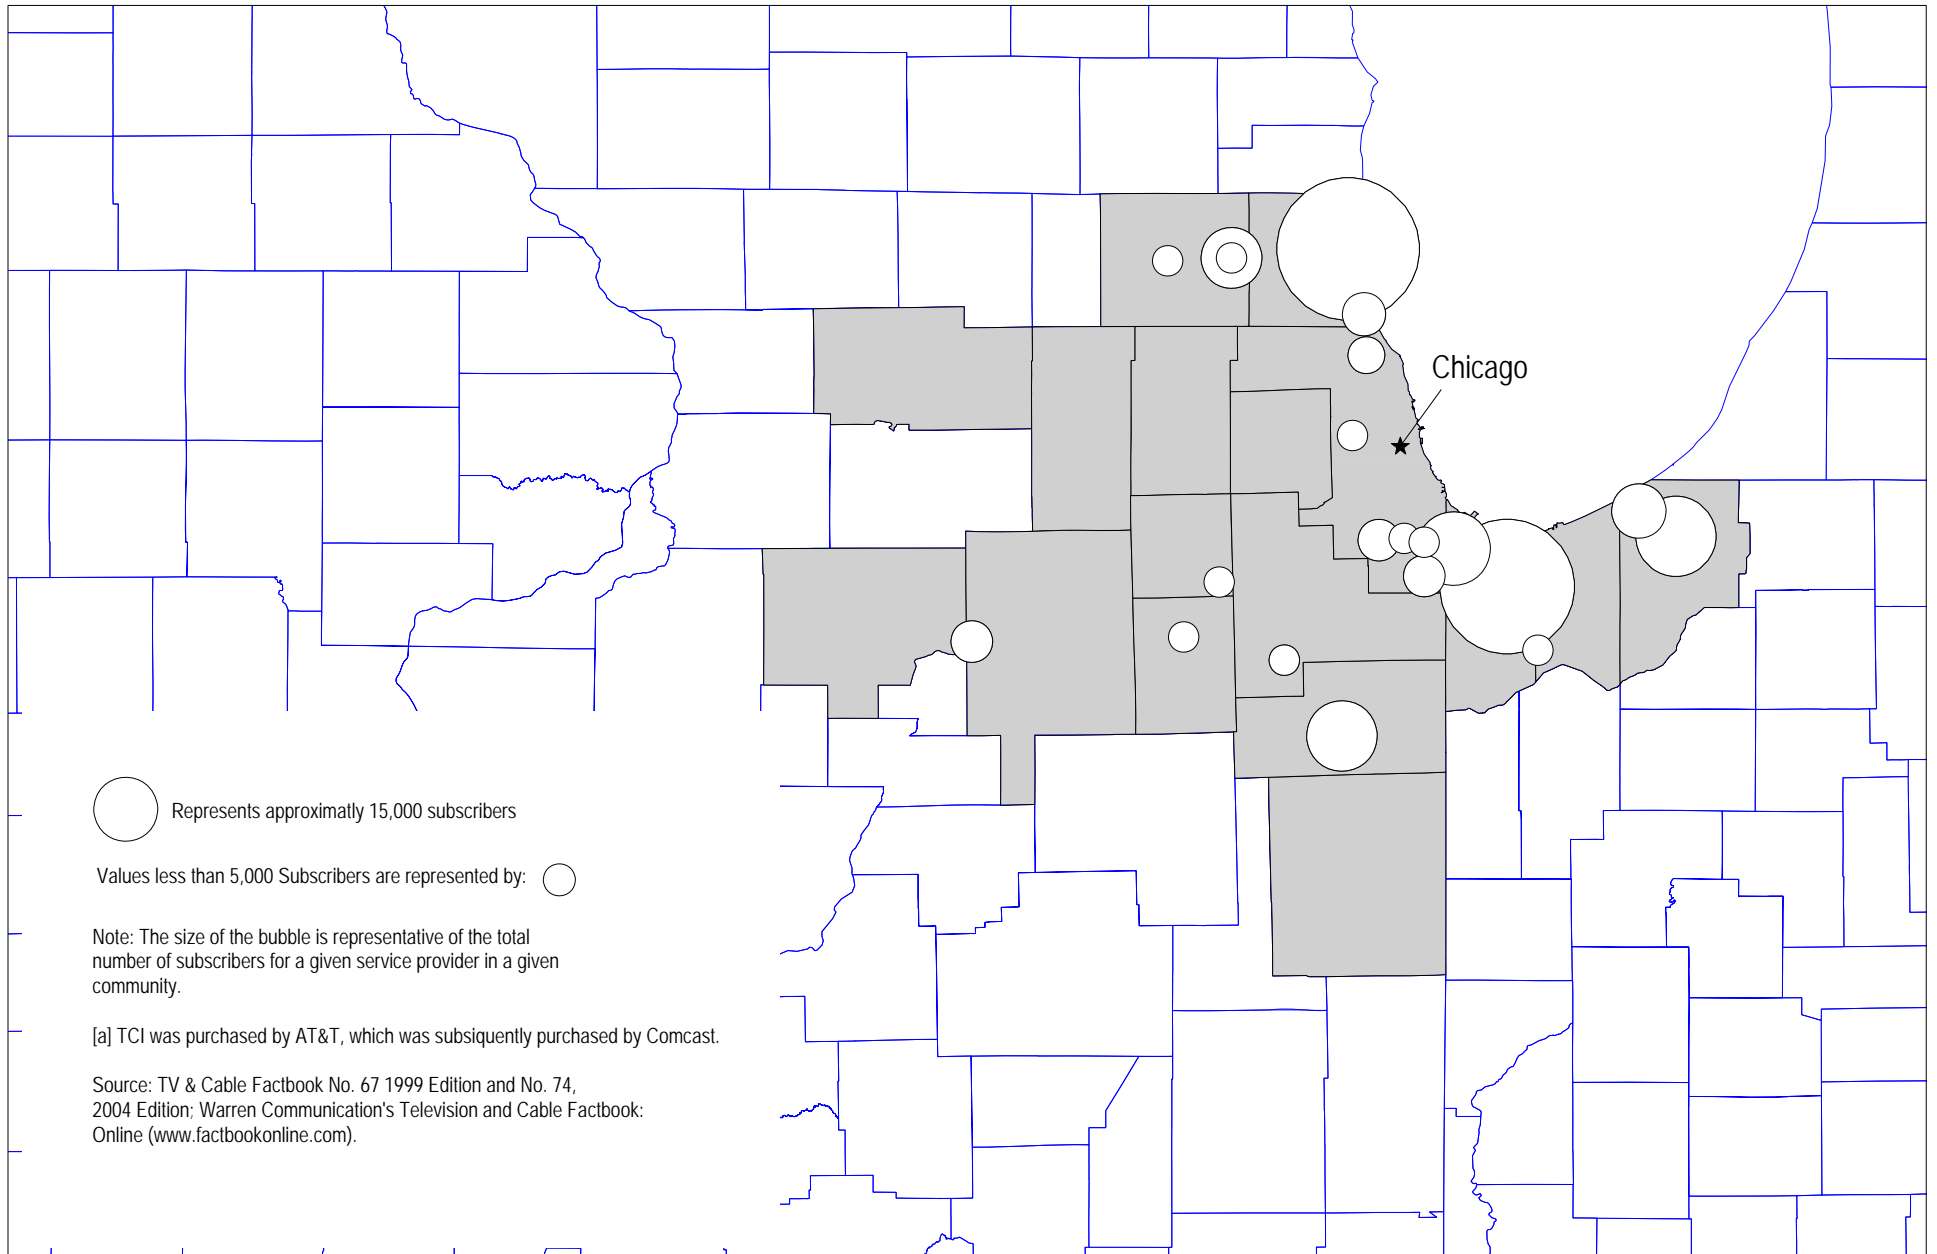 Chicago
Represents approximatly 15,000 subscribers
Values less than 5,000 Subscribers are represented by:
Note: The size of the bubble is representative of the total
number of subscribers for a given service provider in a given
community.
[a] TCI was purchased by AT&T, which was subsiquently purchased by Comcast.
Source: TV & Cable Factbook No. 67 1999 Edition and No. 74,
2004 Edition; Warren Communication's Television and Cable Factbook:
Online (www.factbookonline.com).